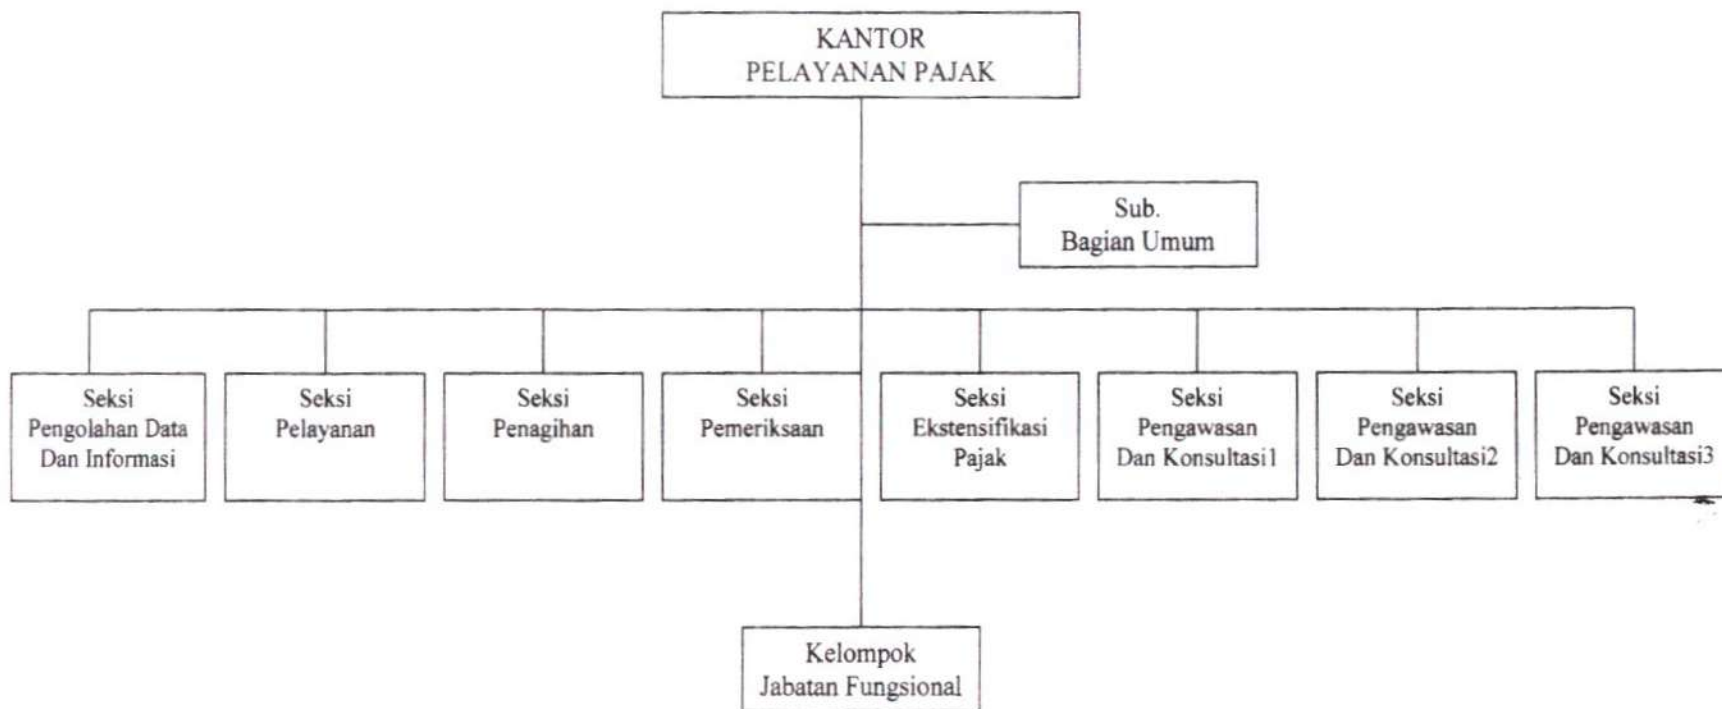 KANTOR
PELAYANAN PAJAK
Sub.
Bagian Umum
Seksi
Pengolahan Data
Dan Informasi
Seksi
Pelayanan
Seksi
Penagihan
Seksi
Pemeriksaan
Seksi
Ekstensifikasi
Pajak
Seksi
Pengawasan
Dan Konsultasi1
Seksi
Pengawasan
Dan Konsultasi2
Seksi
Pengawasan
Dan Konsultasi3
Kelompok
Jabatan Fungsional